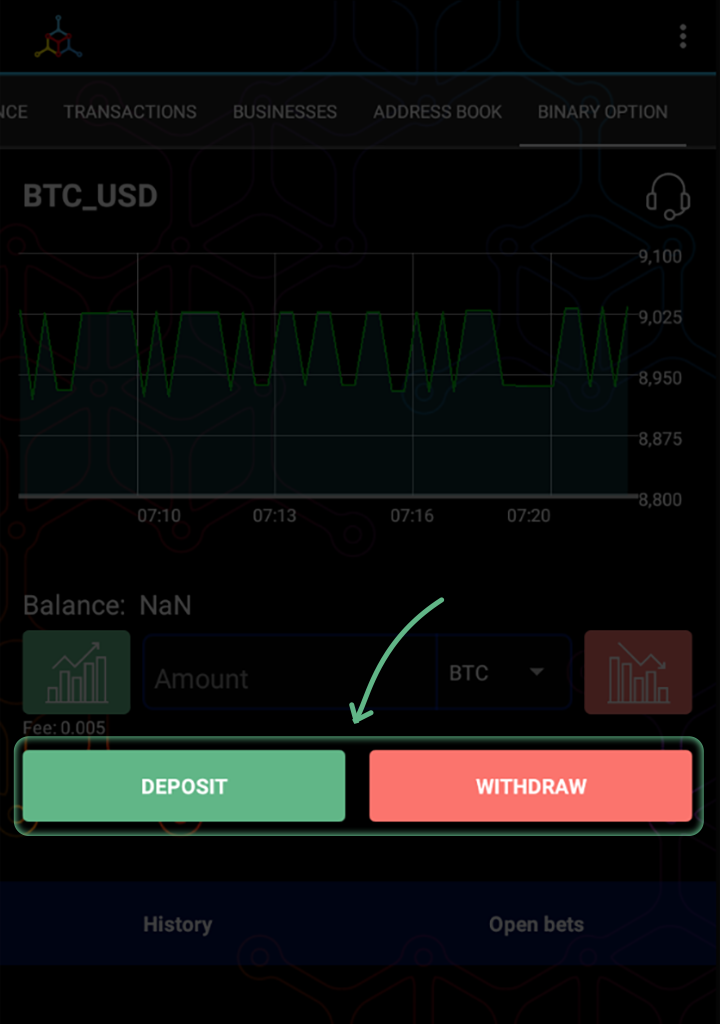 NCE TRANSACTIONS BUSINESSES ADDRESS BOOK BINARY OPTION
BTC_USD
9,100
9,025
8,950
8,875
8,800
07:10 07:13 07:16 07:20
Balance: NaN
Amount BTC
Fee: 0.005
DEPOSIT WITHDRAW
History Open bets